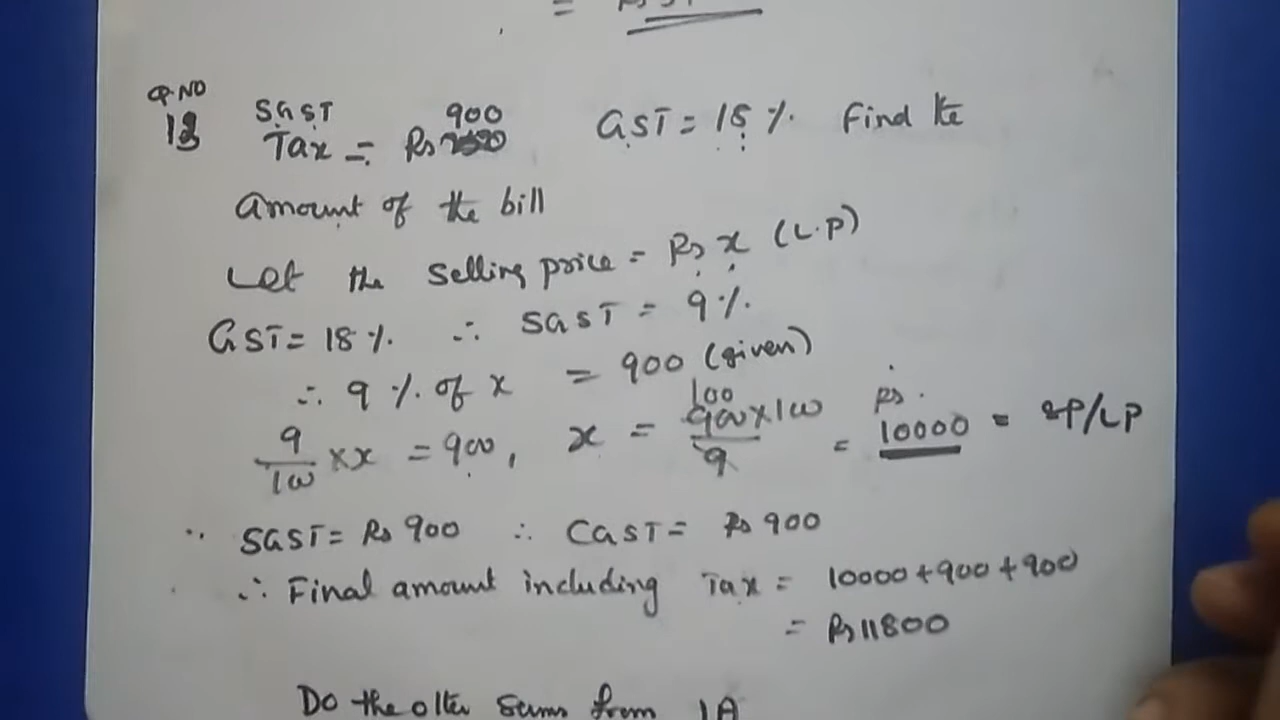 Q.NO
13 SGST Tax = Rs 900 GST = 18 % Find the
amount of the bill
Let the selling price = Rs x (L.P)
GST = 18 %. ∴ SGST = 9 %.
∴ 9 %. of x = 900 (given)
9/100 × x = 900, x = 900×100/9 100 = Rs. 10000 = SP/LP
∵ SGST = Rs 900 ∴ CGST = Rs 900
∴ Final amount including Tax = 10000 + 900 + 900
= Rs 11800
Do the other sums from 1A